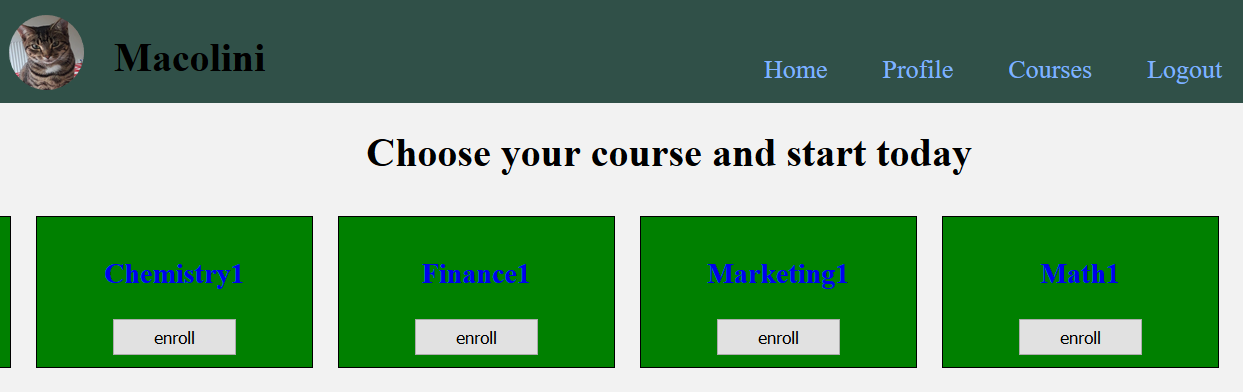 Macolini
Home Profile Courses Logout
Choose your course and start today
Chemistry1 Finance1 Marketing1 Math1
enroll enroll enroll enroll